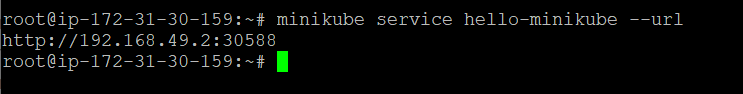 root@ip-172-31-30-159:~# minikube service hello-minikube --url
http://192.168.49.2:30588
root@ip-172-31-30-159:~#